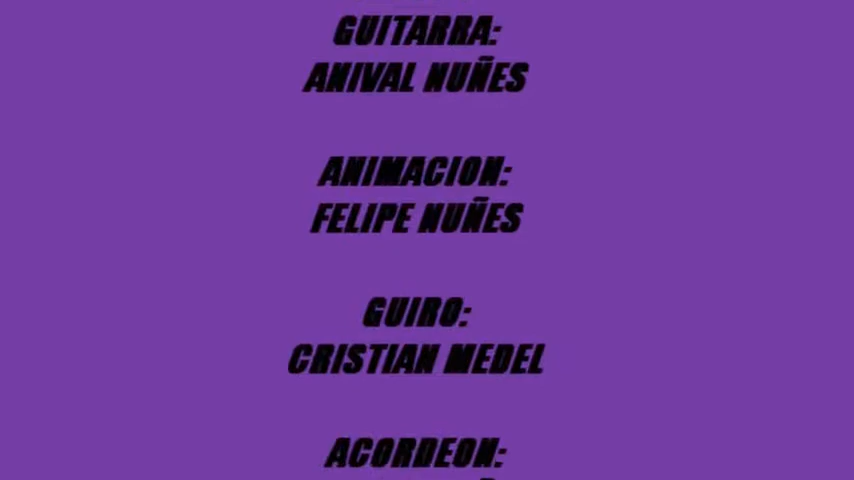 GUITARRA:
ANIVAL NUÑES
ANIMACION:
FELIPE NUÑES
GUIRO:
CRISTIAN MEDEL
ACORDEON: